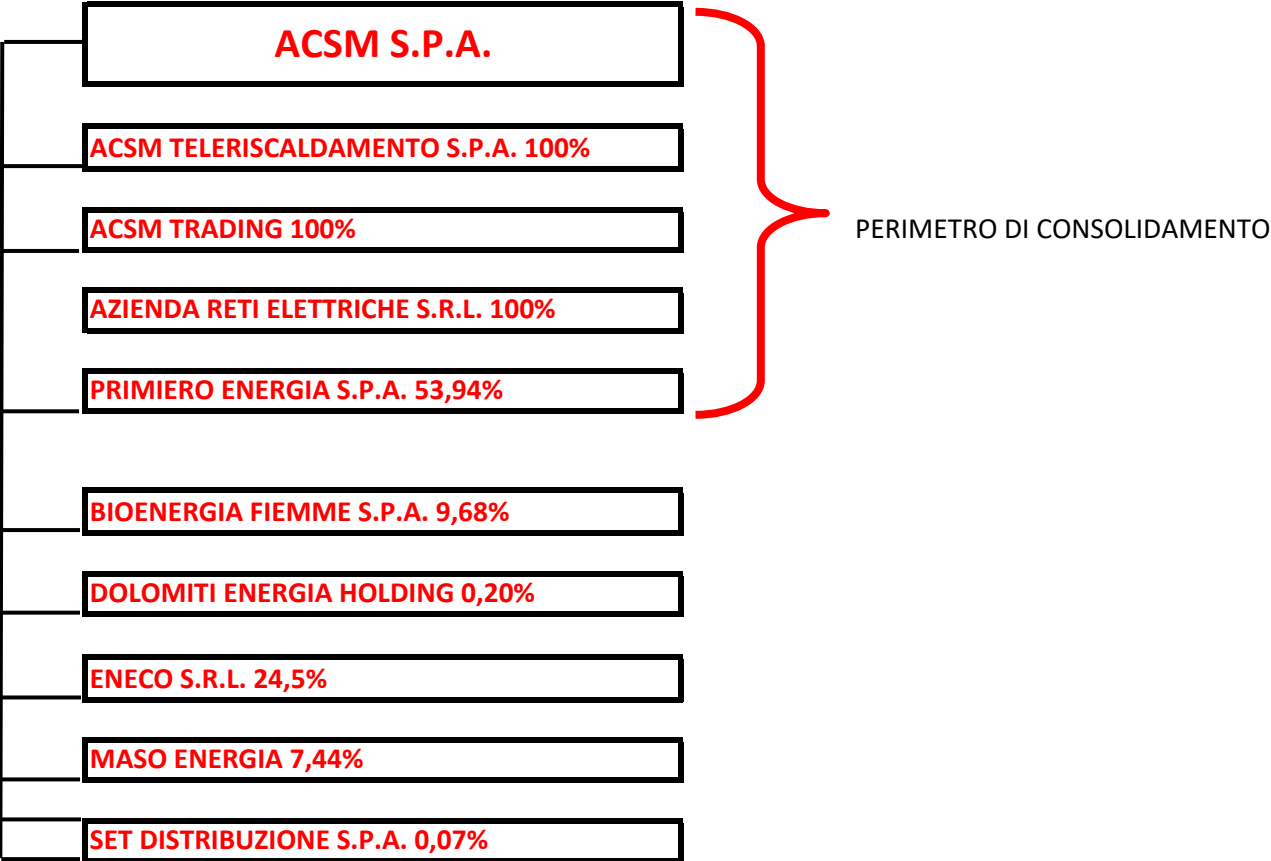 ACSM S.P.A.
ACSM TELERISCALDAMENTO S.P.A. 100%
ACSM TRADING 100%
PERIMETRO DI CONSOLIDAMENTO
AZIENDA RETI ELETTRICHE S.R.L. 100%
PRIMIERO ENERGIA S.P.A. 53,94%
BIOENERGIA FIEMME S.P.A. 9,68%
DOLOMITI ENERGIA HOLDING 0,20%
ENECO S.R.L. 24,5%
MASO ENERGIA 7,44%
SET DISTRIBUZIONE S.P.A. 0,07%